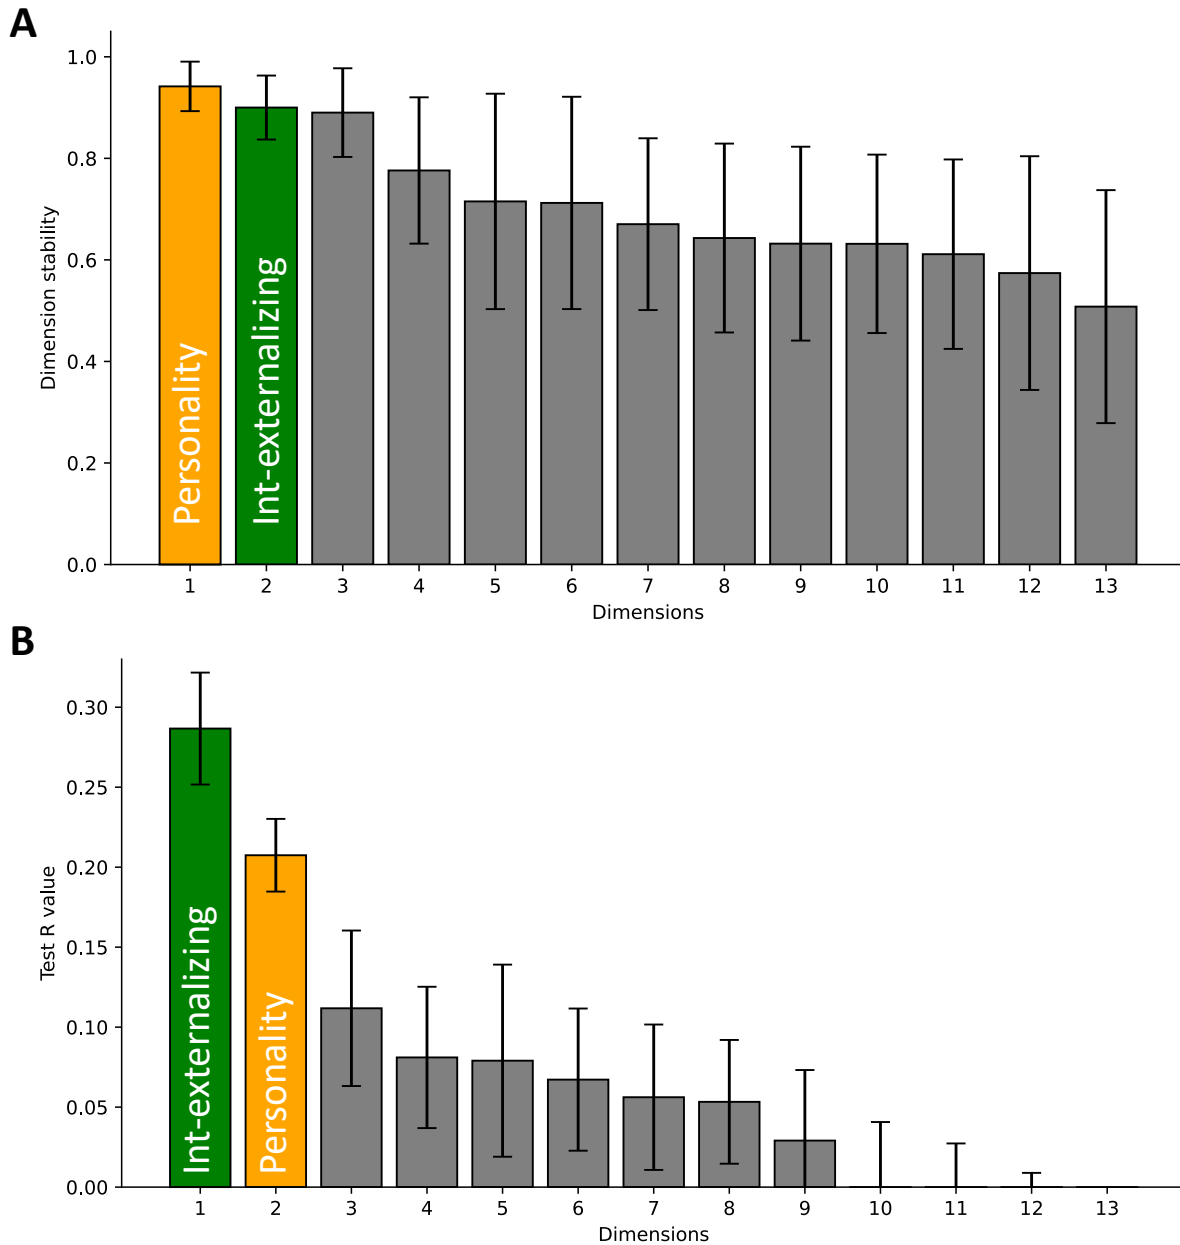 A
1.0
0.8
0.6
0.4
0.2
0.0
Dimension stability
Personality
Int-externalizing
1 2 3 4 5 6 7 8 9 10 11 12 13
Dimensions
B
0.30
0.25
0.20
0.15
0.10
0.05
0.00
Test R value
Int-externalizing
Personality
1 2 3 4 5 6 7 8 9 10 11 12 13
Dimensions